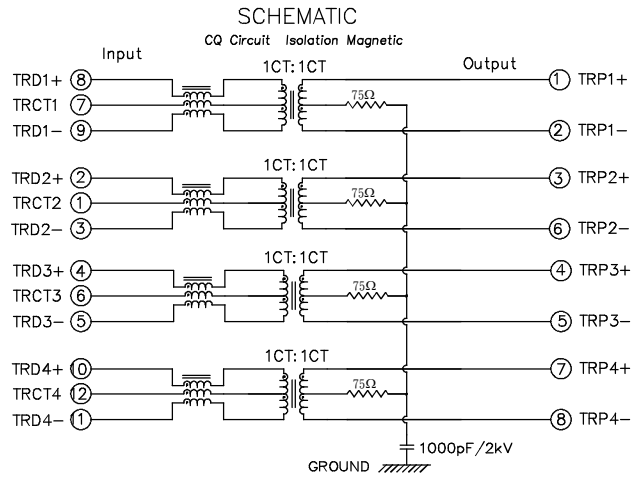 SCHEMATIC
CQ Circuit Isolation Magnetic
Input
Output
1CT: 1CT
TRD1+ 8
75Ω
1 TRP1+
TRCT1 7
TRD1− 9
2 TRP1−
1CT: 1CT
TRD2+ 2
75Ω
3 TRP2+
TRCT2 1
TRD2− 3
6 TRP2−
1CT: 1CT
TRD3+ 4
75Ω
4 TRP3+
TRCT3 6
TRD3− 5
5 TRP3−
1CT: 1CT
TRD4+ 10
75Ω
7 TRP4+
TRCT4 12
TRD4− 11
8 TRP4−
1000pF/2kV
GROUND